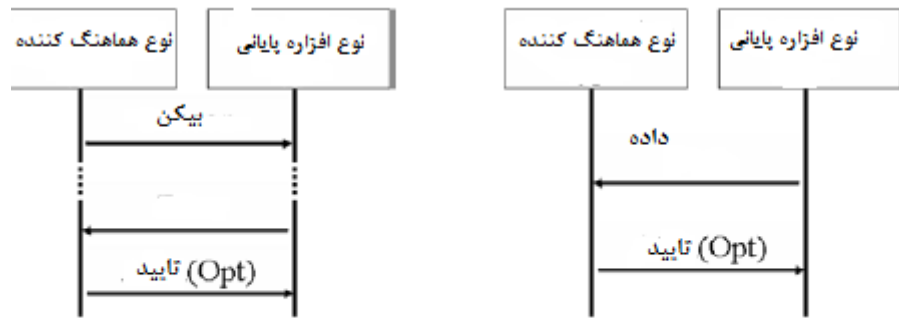 نوع هماهنگ کننده
نوع افزاره پایانی
بیکن
تایید (Opt)
نوع هماهنگ کننده
نوع افزاره پایانی
داده
تایید (Opt)